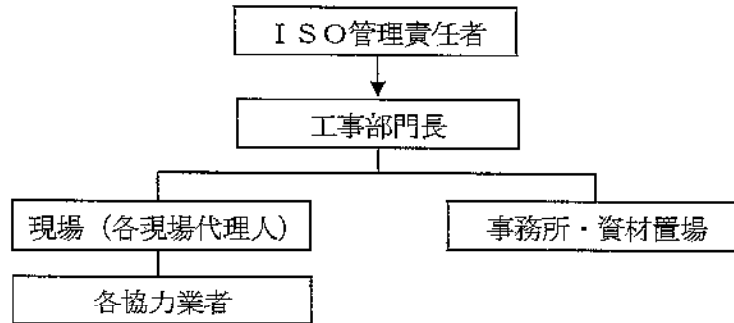 ＩＳＯ管理責任者
工事部門長
現場（各現場代理人）
事務所・資材置場
各協力業者